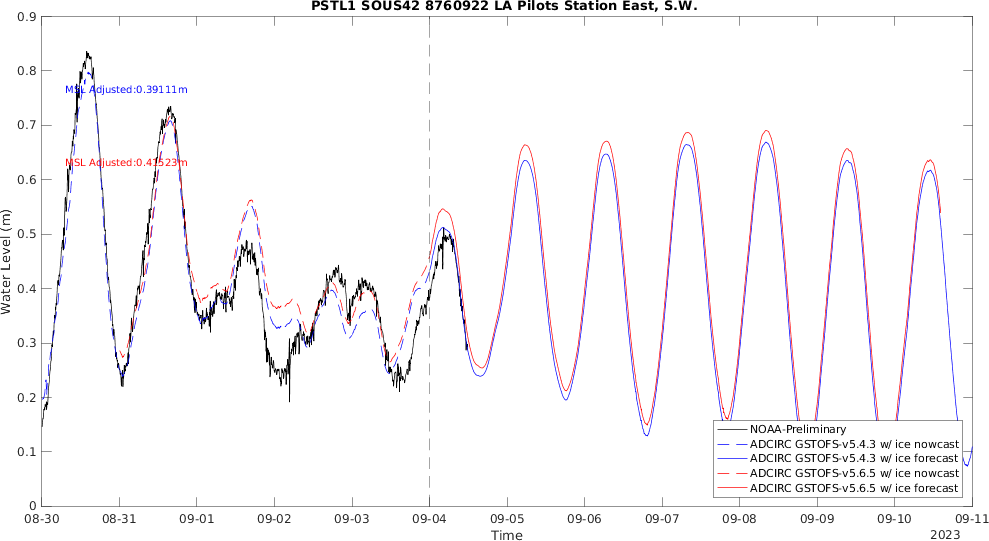 PSTL1 SOUS42 8760922 LA Pilots Station East, S.W.
Water Level (m)
0.9
0.8
0.7
0.6
0.5
0.4
0.3
0.2
0.1
0
MSL Adjusted:0.39111m
MSL Adjusted:0.41523m
NOAA-Preliminary
ADCIRC GSTOFS-v5.4.3 w/ ice nowcast
ADCIRC GSTOFS-v5.4.3 w/ ice forecast
ADCIRC GSTOFS-v5.6.5 w/ ice nowcast
ADCIRC GSTOFS-v5.6.5 w/ ice forecast
08-30 08-31 09-01 09-02 09-03 09-04 09-05 09-06 09-07 09-08 09-09 09-10 09-11
Time
2023